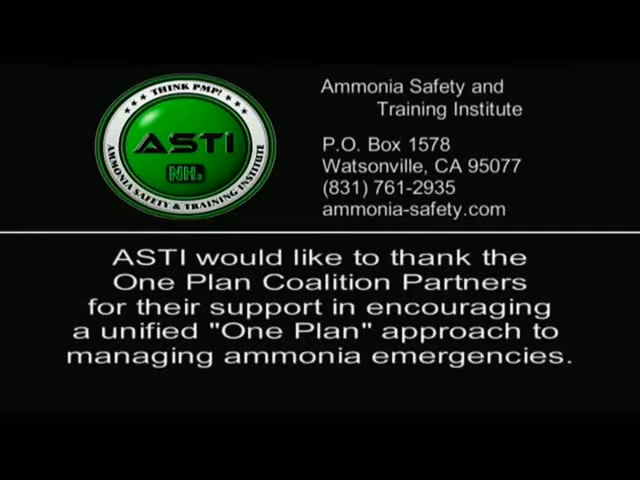 THINK PMP!
ASTI
NH₃
AMMONIA SAFETY & TRAINING INSTITUTE
Ammonia Safety and
Training Institute
P.O. Box 1578
Watsonville, CA 95077
(831) 761-2935
ammonia-safety.com
ASTI would like to thank the
One Plan Coalition Partners
for their support in encouraging
a unified "One Plan" approach to
managing ammonia emergencies.